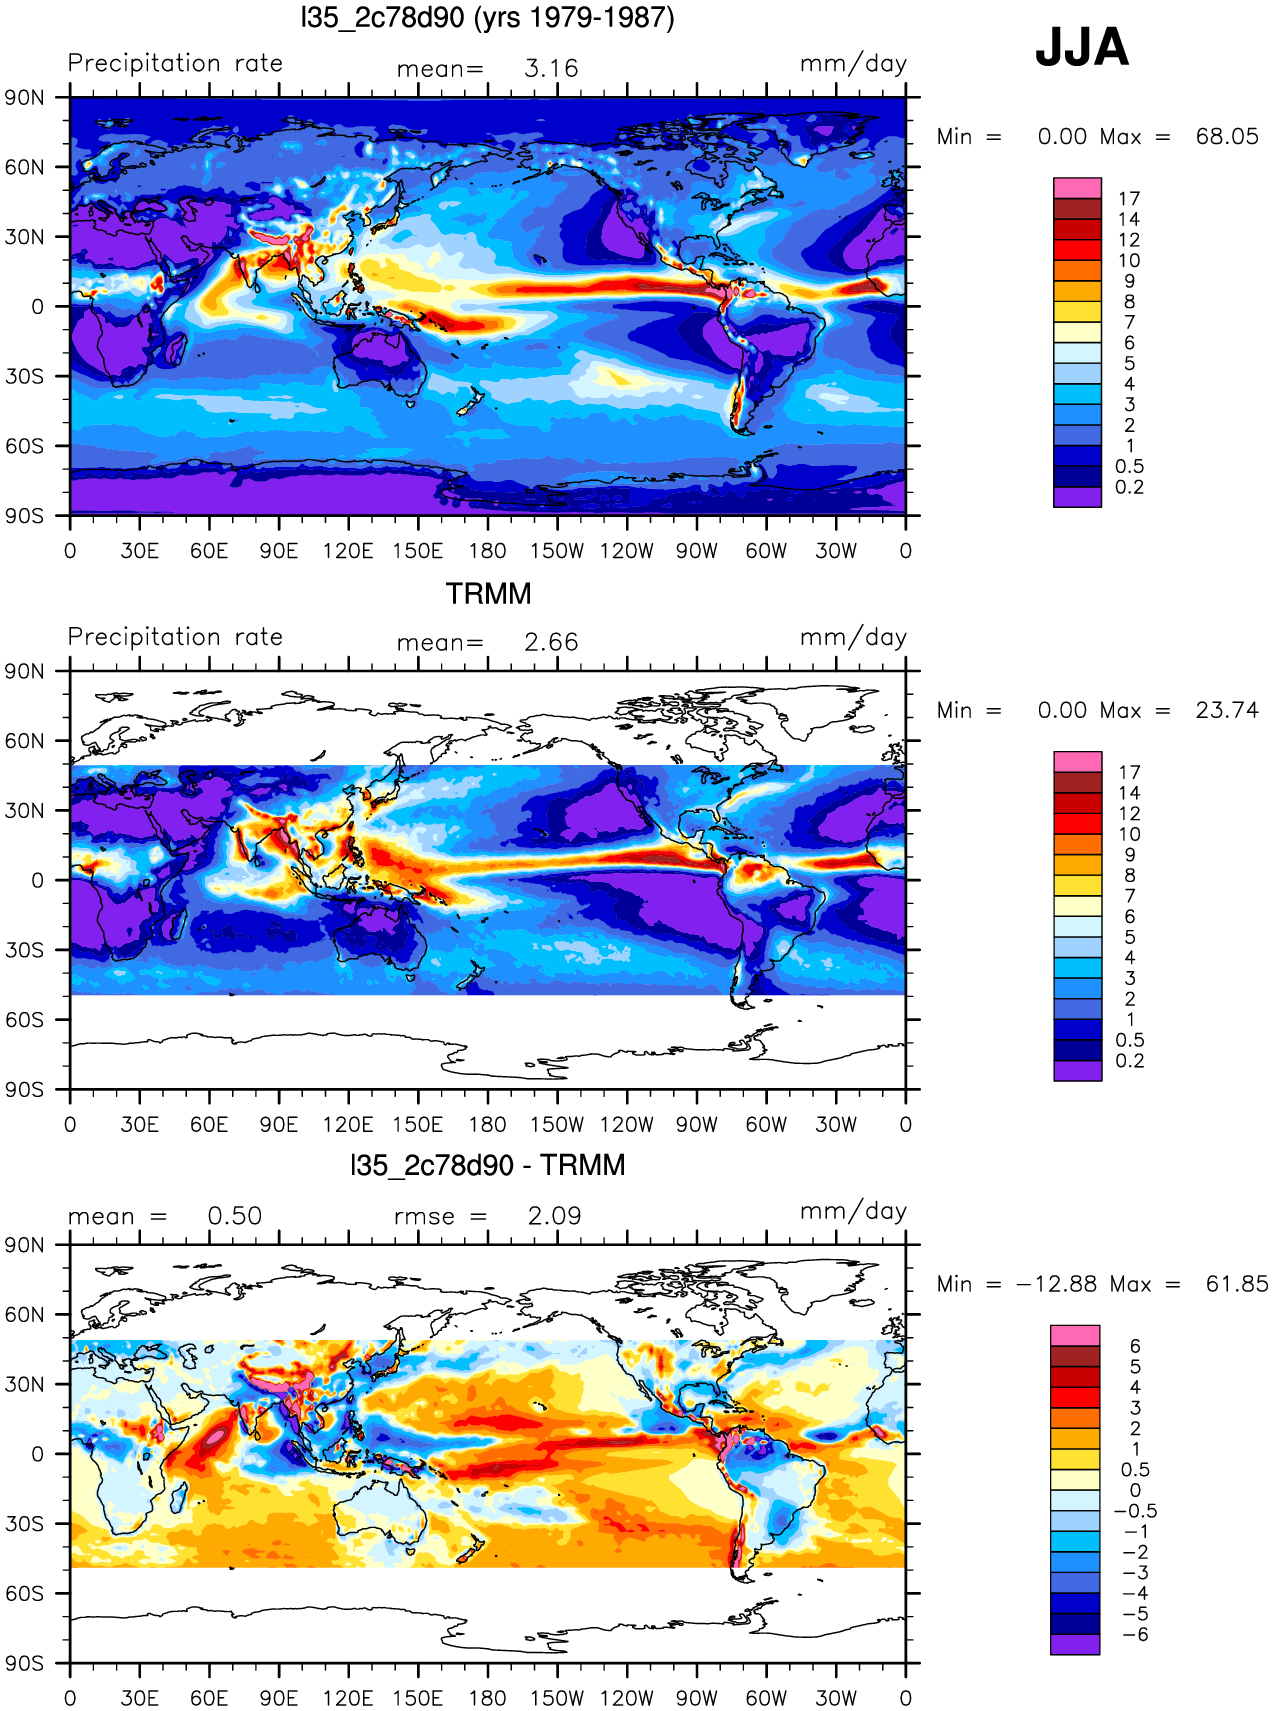 l35_2c78d90 (yrs 1979-1987)
JJA
Precipitation rate mean= 3.16 mm/day
Min = 0.00 Max = 68.05
90N
60N
30N
0
30S
60S
90S
0 30E 60E 90E 120E 150E 180 150W 120W 90W 60W 30W 0
17
14
12
10
9
8
7
6
5
4
3
2
1
0.5
0.2
TRMM
Precipitation rate mean= 2.66 mm/day
Min = 0.00 Max = 23.74
90N
60N
30N
0
30S
60S
90S
0 30E 60E 90E 120E 150E 180 150W 120W 90W 60W 30W 0
17
14
12
10
9
8
7
6
5
4
3
2
1
0.5
0.2
l35_2c78d90 - TRMM
mean = 0.50 rmse = 2.09 mm/day
Min = −12.88 Max = 61.85
90N
60N
30N
0
30S
60S
90S
0 30E 60E 90E 120E 150E 180 150W 120W 90W 60W 30W 0
6
5
4
3
2
1
0.5
0
−0.5
−1
−2
−3
−4
−5
−6